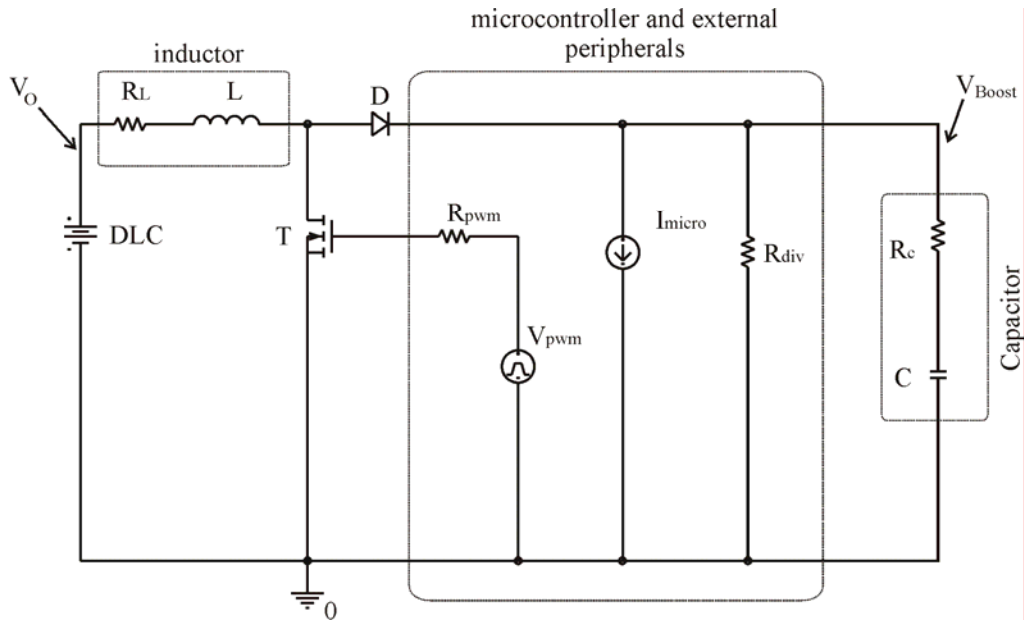 microcontroller and external
peripherals
inductor
VO
RL
L
D
VBoost
DLC
T
Rpwm
Imicro
Rdiv
Rc
Vpwm
C
Capacitor
0